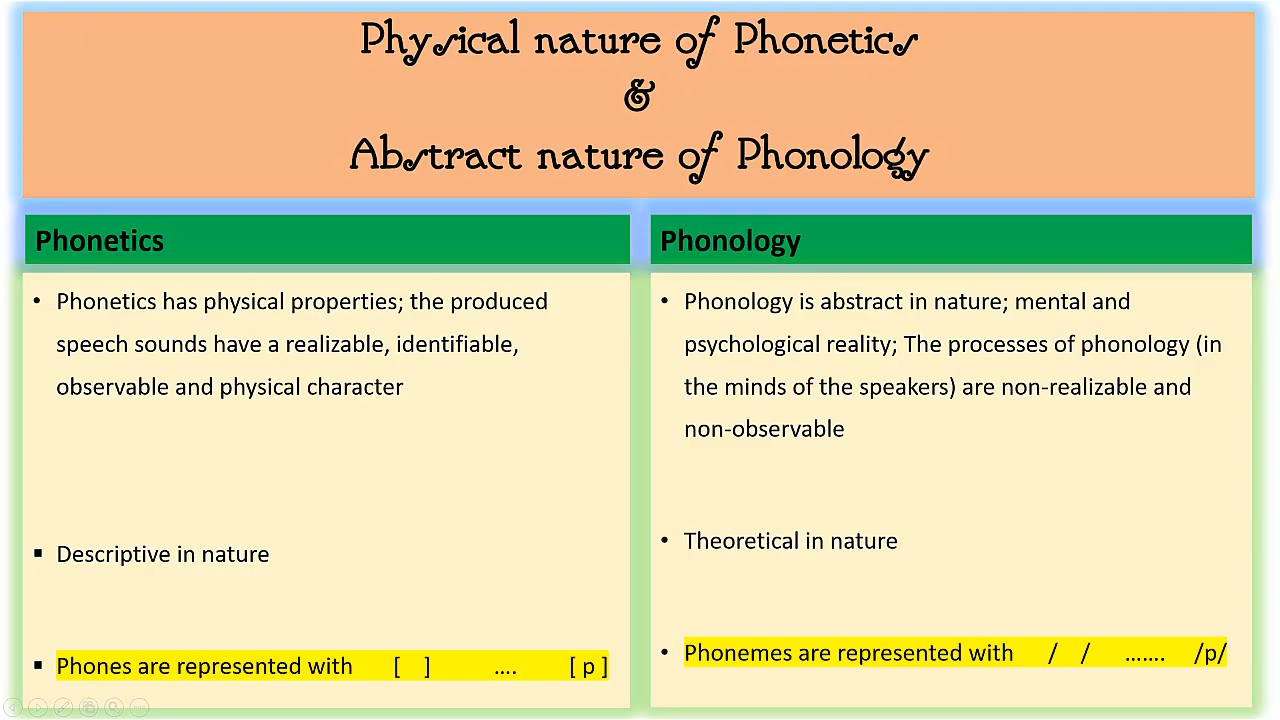 Physical nature of Phonetics
&
Abstract nature of Phonology
Phonetics
• Phonetics has physical properties; the produced
speech sounds have a realizable, identifiable,
observable and physical character
▪ Descriptive in nature
▪ Phones are represented with [ ] .... [ p ]
Phonology
• Phonology is abstract in nature; mental and
psychological reality; The processes of phonology (in
the minds of the speakers) are non-realizable and
non-observable
• Theoretical in nature
• Phonemes are represented with / / ....... /p/